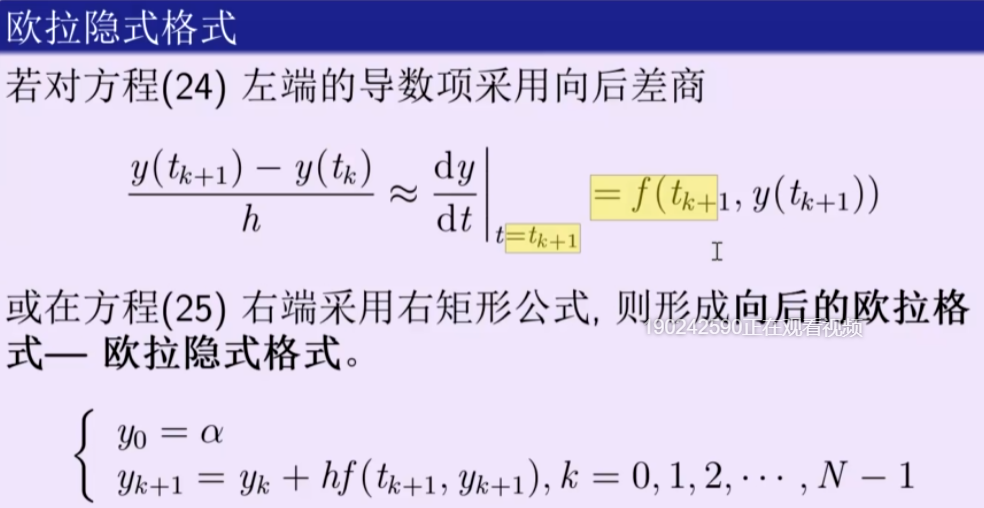 欧拉隐式格式
若对方程(24) 左端的导数项采用向后差商
\frac{y(t_{k+1}) - y(t_k)}{h} \approx \left.\frac{\mathrm{d}y}{\mathrm{d}t}\right|_{t=t_{k+1}} = f(t_{k+1}, y(t_{k+1}))
或在方程(25) 右端采用右矩形公式, 则形成向后的欧拉格
190242590正在观看视频
式— 欧拉隐式格式。
\begin{cases} y_0 = \alpha \\ y_{k+1} = y_k + hf(t_{k+1}, y_{k+1}), k = 0, 1, 2, \cdots, N-1 \end{cases}